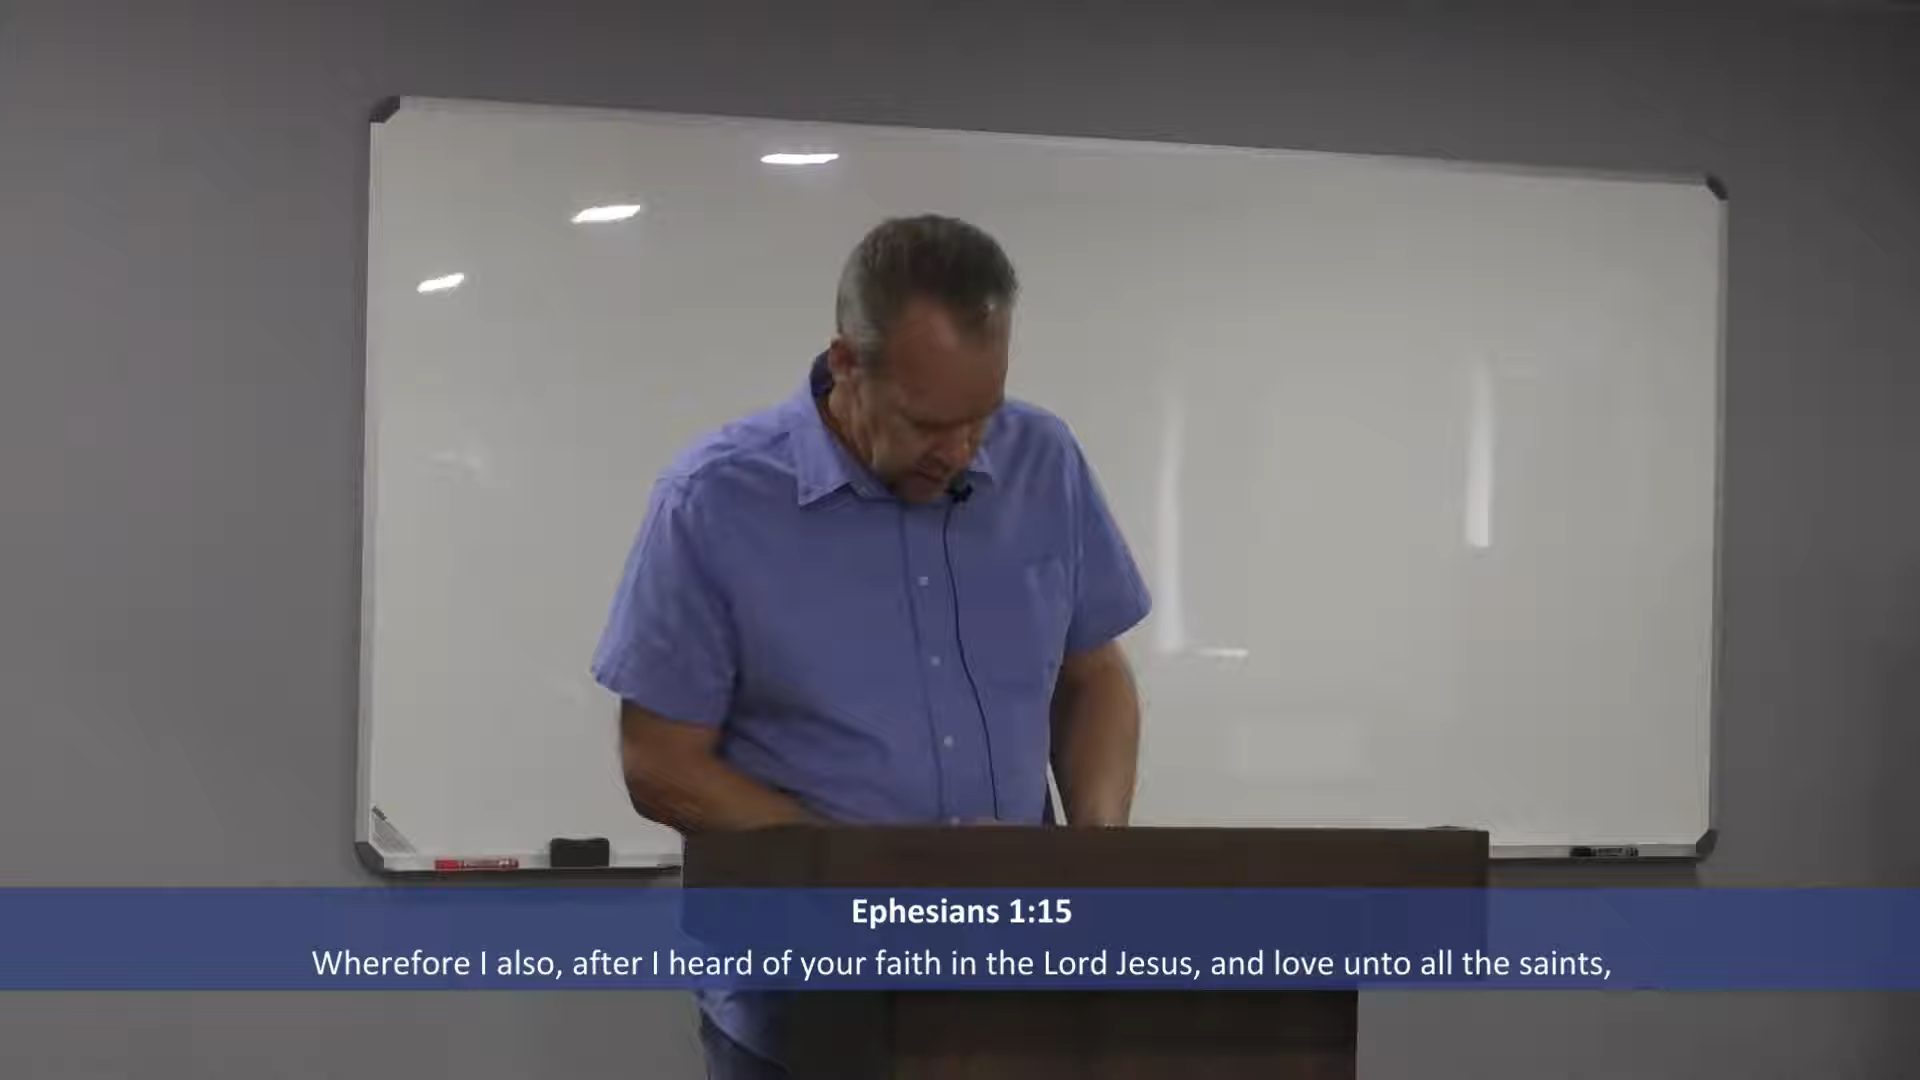 Ephesians 1:15
Wherefore I also, after I heard of your faith in the Lord Jesus, and love unto all the saints,